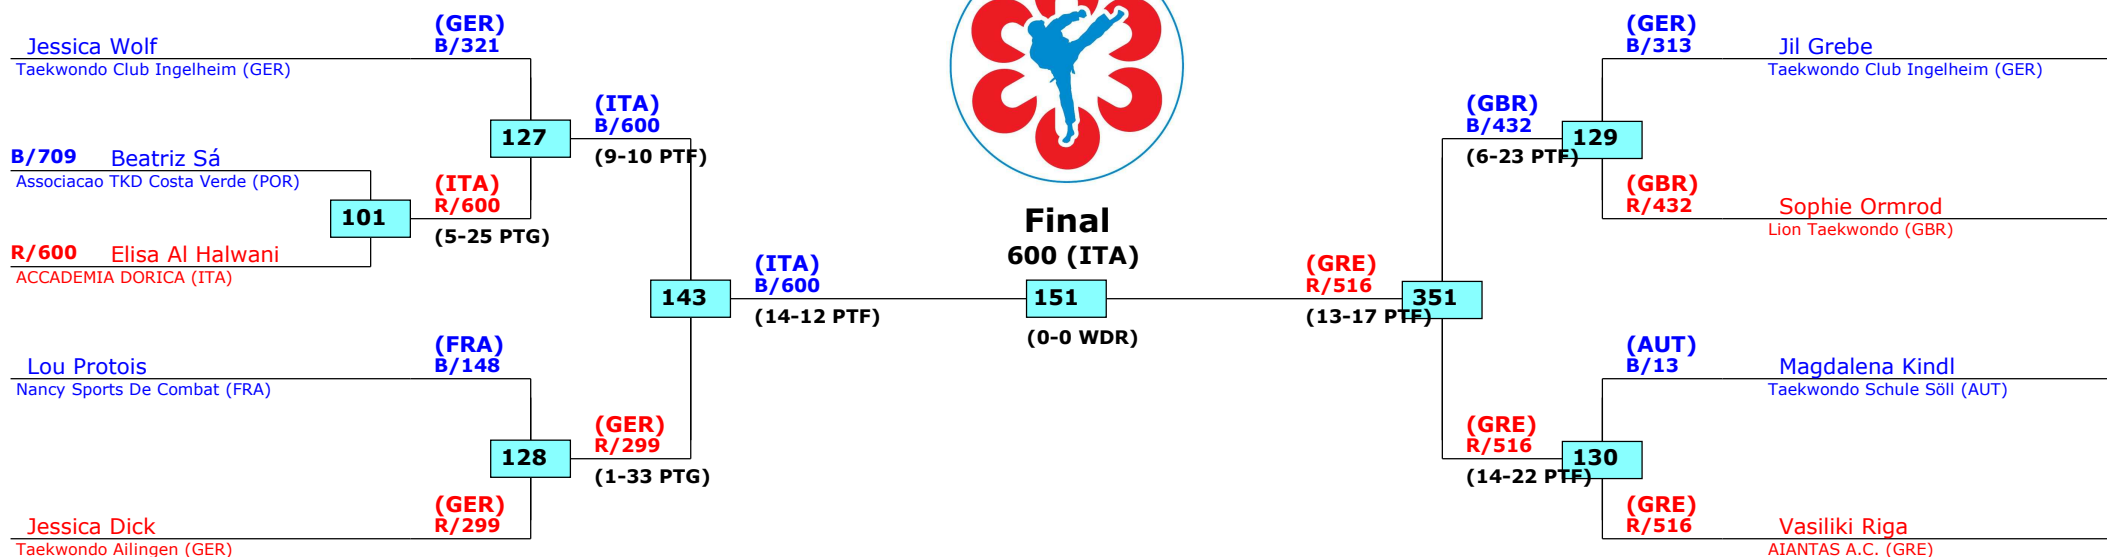 (GER)
B/321
Jessica Wolf
Taekwondo Club Ingelheim (GER)
(ITA)
B/600
127
(9-10 PTF)
B/709 Beatriz Sá
Associacao TKD Costa Verde (POR)
(ITA)
R/600
101
(5-25 PTG)
R/600 Elisa Al Halwani
ACCADEMIA DORICA (ITA)
143
(ITA)
B/600
(14-12 PTF)
(FRA)
B/148
Lou Protois
Nancy Sports De Combat (FRA)
(GER)
R/299
128
(1-33 PTG)
(GER)
R/299
Jessica Dick
Taekwondo Ailingen (GER)
Final
600 (ITA)
151
(0-0 WDR)
(GER)
B/313
Jil Grebe
Taekwondo Club Ingelheim (GER)
(GBR)
B/432
129
(6-23 PTF)
(GBR)
R/432
Sophie Ormrod
Lion Taekwondo (GBR)
(GRE)
R/516
351
(13-17 PTF)
(AUT)
B/13
Magdalena Kindl
Taekwondo Schule Söll (AUT)
(GRE)
R/516
130
(14-22 PTF)
(GRE)
R/516
Vasiliki Riga
AIANTAS A.C. (GRE)